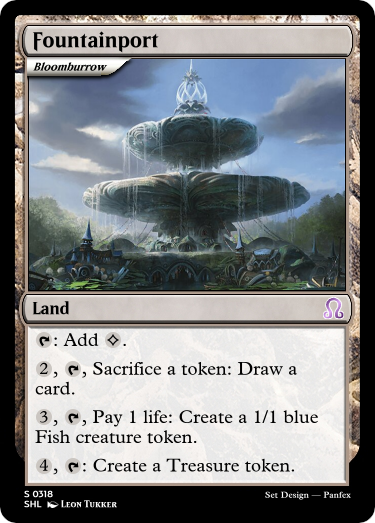 Fountainport
Bloomburrow
Land
: Add .
2, , Sacrifice a token: Draw a
card.
3, , Pay 1 life: Create a 1/1 blue
Fish creature token.
4, : Create a Treasure token.
S 0318
SHL Leon Tukker
Set Design — Panfex